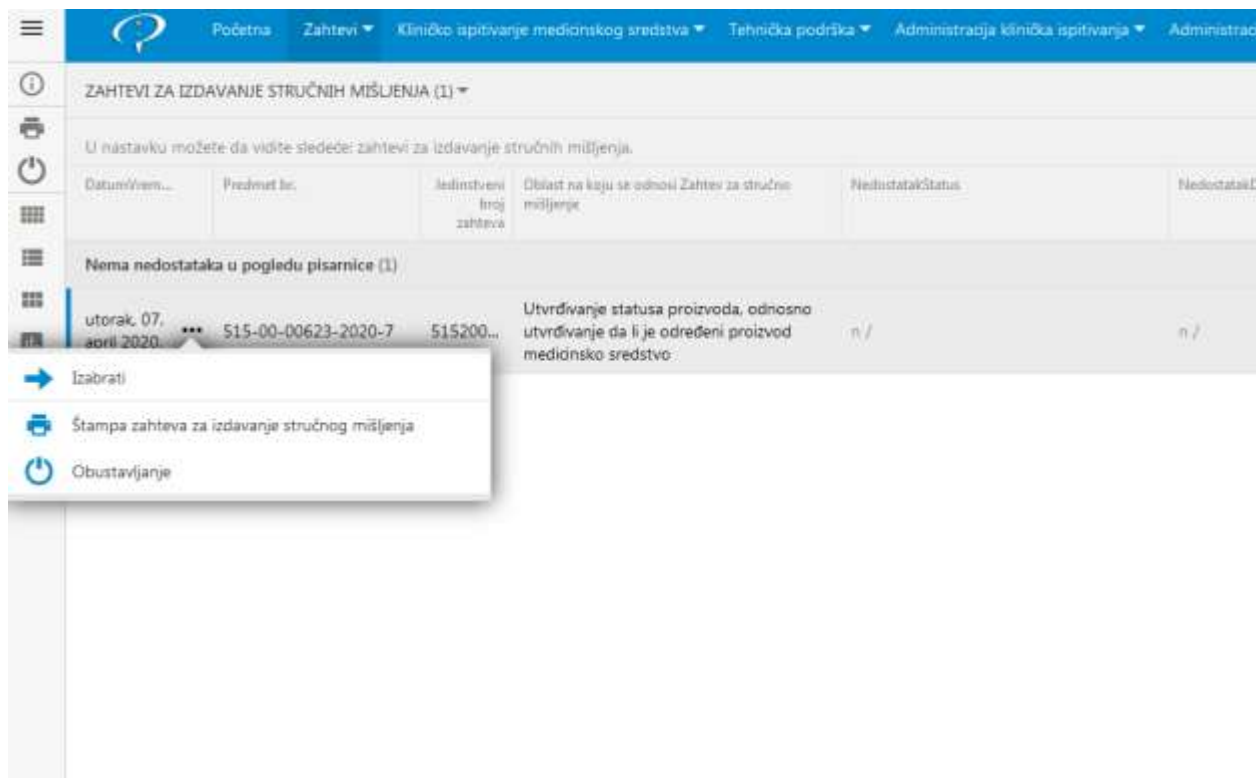 Početna Zahtevi Kliničko ispitivanje medicinskog sredstva Tehnička podrška Administracija klinička ispitivanja Administrac
ZAHTEVI ZA IZDAVANJE STRUČNIH MIŠLJENJA (1)
U nastavku možete da vidite sledeće: zahtevi za izdavanje stručnih mišljenja.
DatumVrem... Predmet br. Jedinstveni broj zahteva Oblast na koju se odnosi Zahtev za stručno mišljenje NedostatakStatus NedostatakD
Nema nedostataka u pogledu pisarnice (1)
utorak, 07. april 2020. ••• 515-00-00623-2020-7 515200... Utvrđivanje statusa proizvoda, odnosno utvrđivanje da li je određeni proizvod medicinsko sredstvo n / n /
Izabrati
Štampa zahteva za izdavanje stručnog mišljenja
Obustavljanje